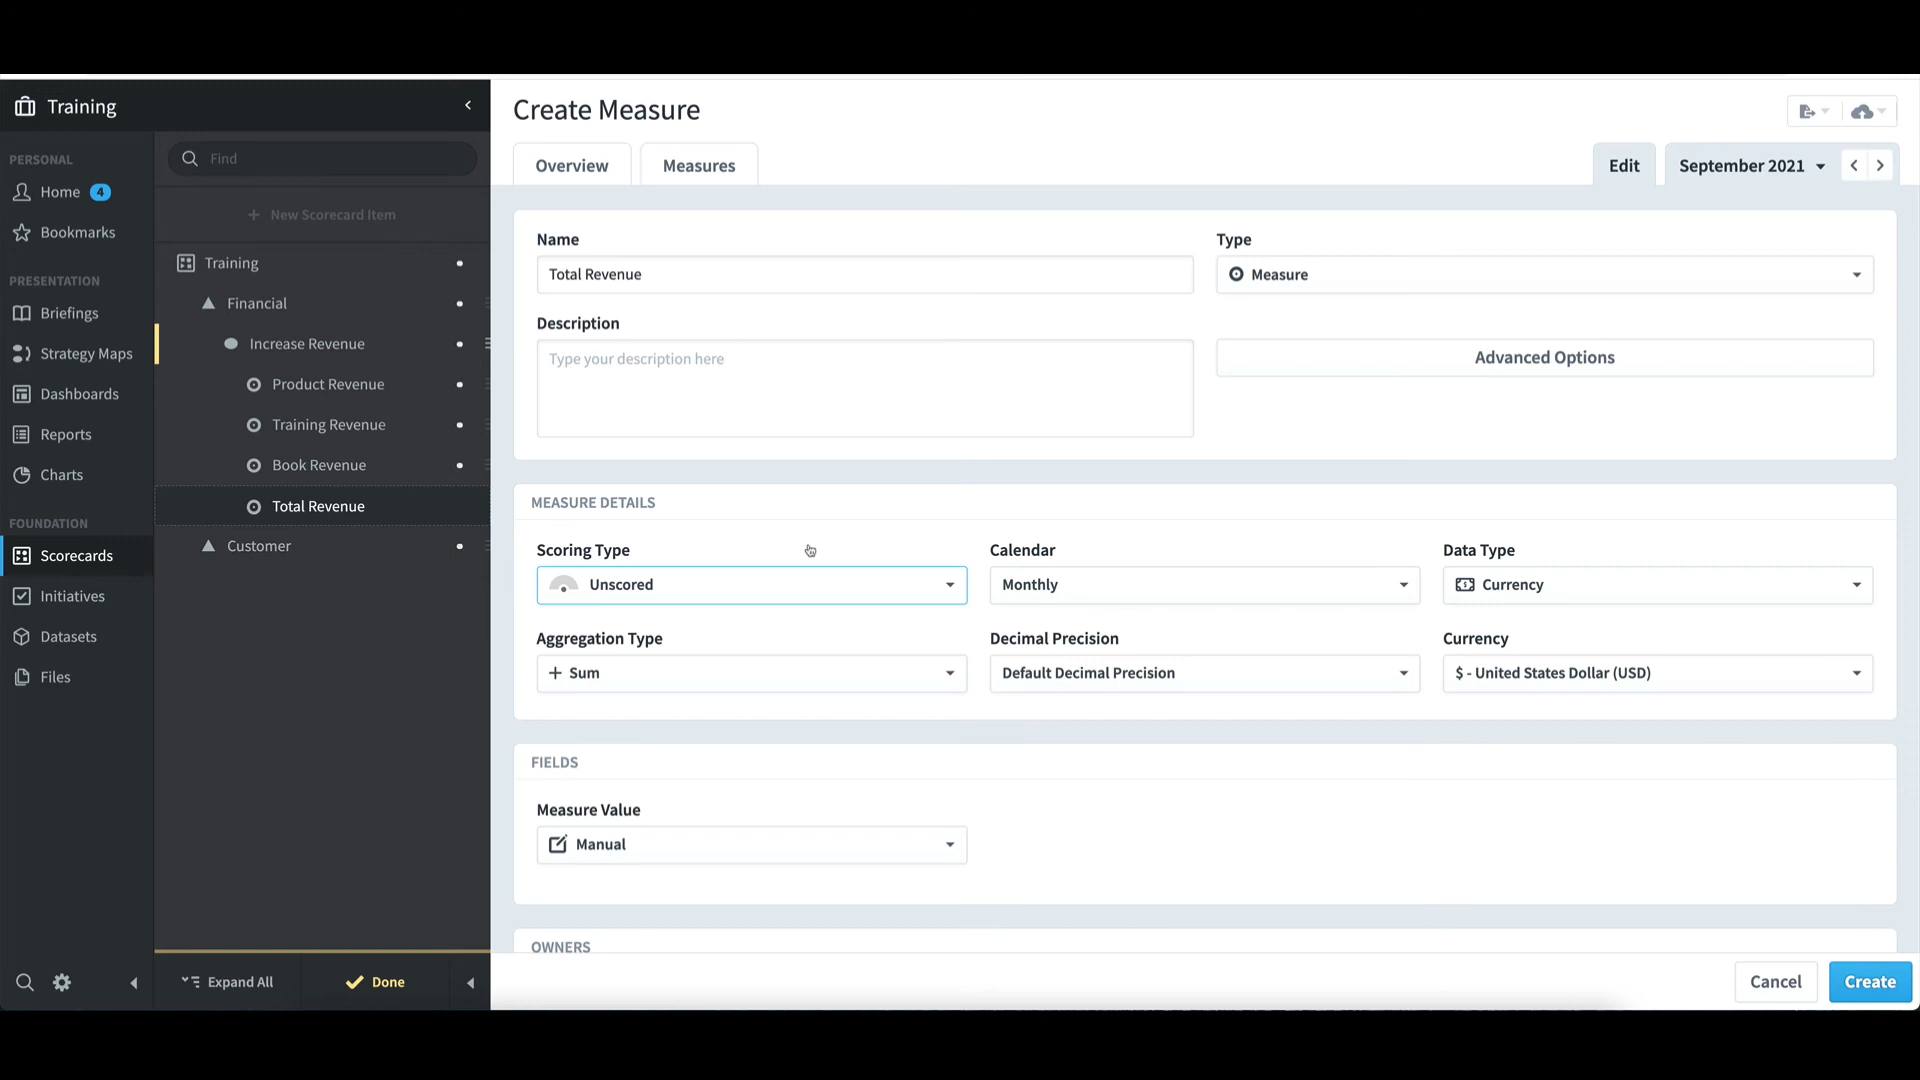 Training
PERSONAL
Home 4
Bookmarks
PRESENTATION
Briefings
Strategy Maps
Dashboards
Reports
Charts
FOUNDATION
Scorecards
Initiatives
Datasets
Files
Find
+ New Scorecard Item
Training
Financial
Increase Revenue
Product Revenue
Training Revenue
Book Revenue
Total Revenue
Customer
Expand All
Done
Create Measure
Overview
Measures
Edit
September 2021
Name
Total Revenue
Type
Measure
Description
Type your description here
Advanced Options
MEASURE DETAILS
Scoring Type
Unscored
Calendar
Monthly
Data Type
$ Currency
Aggregation Type
+ Sum
Decimal Precision
Default Decimal Precision
Currency
$ - United States Dollar (USD)
FIELDS
Measure Value
Manual
OWNERS
Cancel
Create